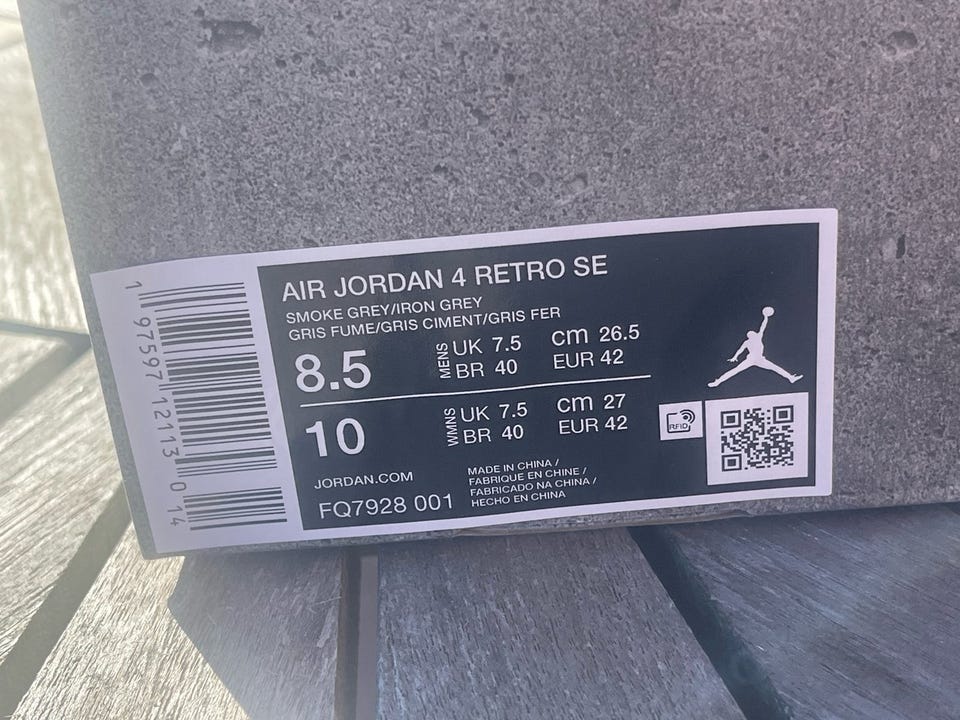 AIR JORDAN 4 RETRO SE
SMOKE GREY/IRON GREY
GRIS FUME/GRIS CIMENT/GRIS FER
8.5
MENS
UK 7.5 cm 26.5
BR 40 EUR 42
10
WMNS
UK 7.5 cm 27
BR 40 EUR 42
JORDAN.COM
FQ7928 001
MADE IN CHINA /
FABRIQUE EN CHINE /
FABRICADO NA CHINA /
HECHO EN CHINA
RFID
1 97597 12113 0 14